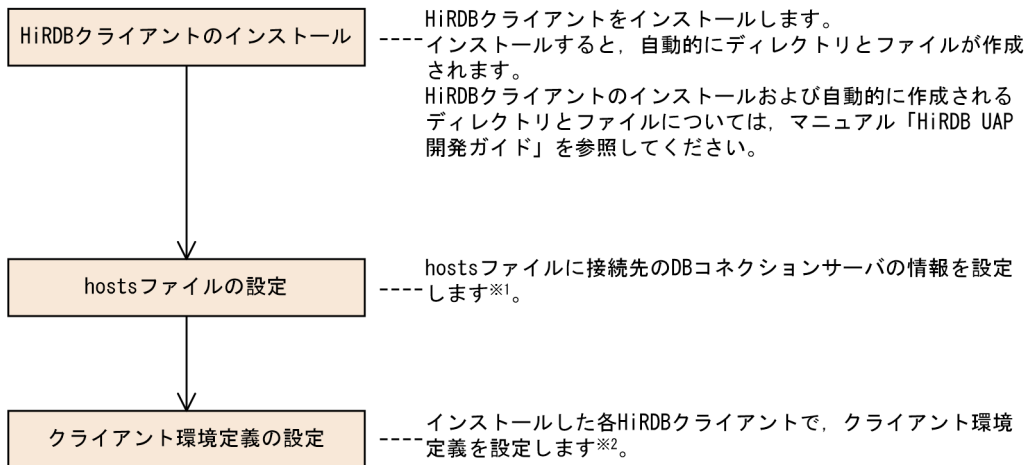 HiRDBクライアントのインストール
HiRDBクライアントをインストールします。
インストールすると，自動的にディレクトリとファイルが作成
されます。
HiRDBクライアントのインストールおよび自動的に作成される
ディレクトリとファイルについては，マニュアル「HiRDB UAP
開発ガイド」を参照してください。
hostsファイルの設定
hostsファイルに接続先のDBコネクションサーバの情報を設定
します※1。
クライアント環境定義の設定
インストールした各HiRDBクライアントで，クライアント環境
定義を設定します※2。